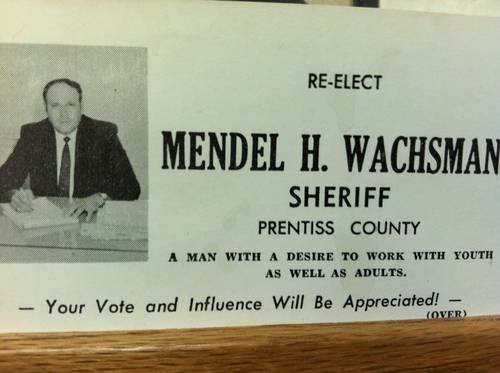 RE-ELECT
MENDEL H. WACHSMAN
SHERIFF
PRENTISS COUNTY
A MAN WITH A DESIRE TO WORK WITH YOUTH
AS WELL AS ADULTS.
— Your Vote and Influence Will Be Appreciated! —
(OVER)